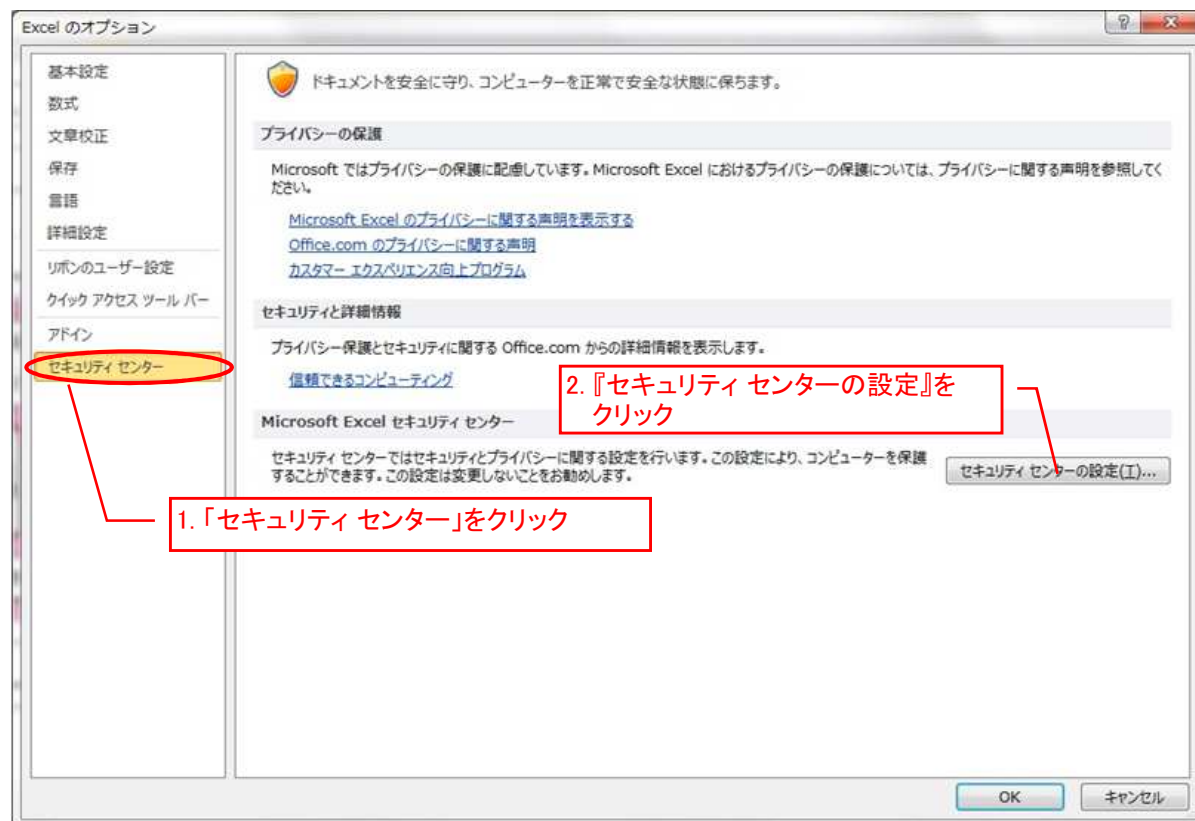 Excel のオプション
基本設定
数式
文章校正
保存
言語
詳細設定
リボンのユーザー設定
クイック アクセス ツール バー
アドイン
セキュリティ センター
ドキュメントを安全に守り、コンピューターを正常で安全な状態に保ちます。
プライバシーの保護
Microsoft ではプライバシーの保護に配慮しています。Microsoft Excel におけるプライバシーの保護については、プライバシーに関する声明を参照してく
ださい。
Microsoft Excel のプライバシーに関する声明を表示する
Office.com のプライバシーに関する声明
カスタマー エクスペリエンス向上プログラム
セキュリティと詳細情報
プライバシー保護とセキュリティに関する Office.com からの詳細情報を表示します。
信頼できるコンピューティング
2.『セキュリティ センターの設定』を
クリック
Microsoft Excel セキュリティ センター
セキュリティ センターではセキュリティとプライバシーに関する設定を行います。この設定により、コンピューターを保護
することができます。この設定は変更しないことをお勧めします。
セキュリティ センターの設定(T)...
1.「セキュリティ センター」をクリック
OK
キャンセル